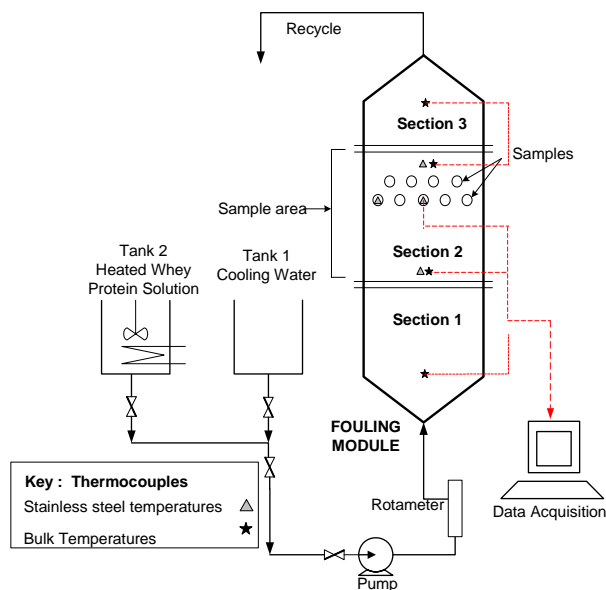 Recycle
Section 3
Samples
Sample area
Section 2
Tank 2
Heated Whey
Protein Solution
Tank 1
Cooling Water
Section 1
FOULING
MODULE
Key : Thermocouples
Stainless steel temperatures
Bulk Temperatures
Rotameter
Data Acquisition
Pump